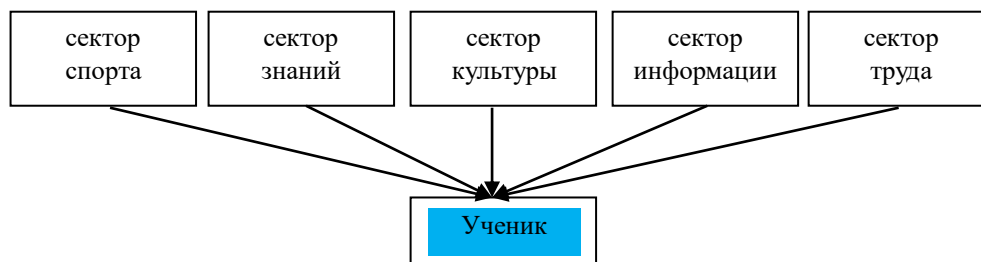 сектор
спорта
сектор
знаний
сектор
культуры
сектор
информации
сектор
труда
Ученик